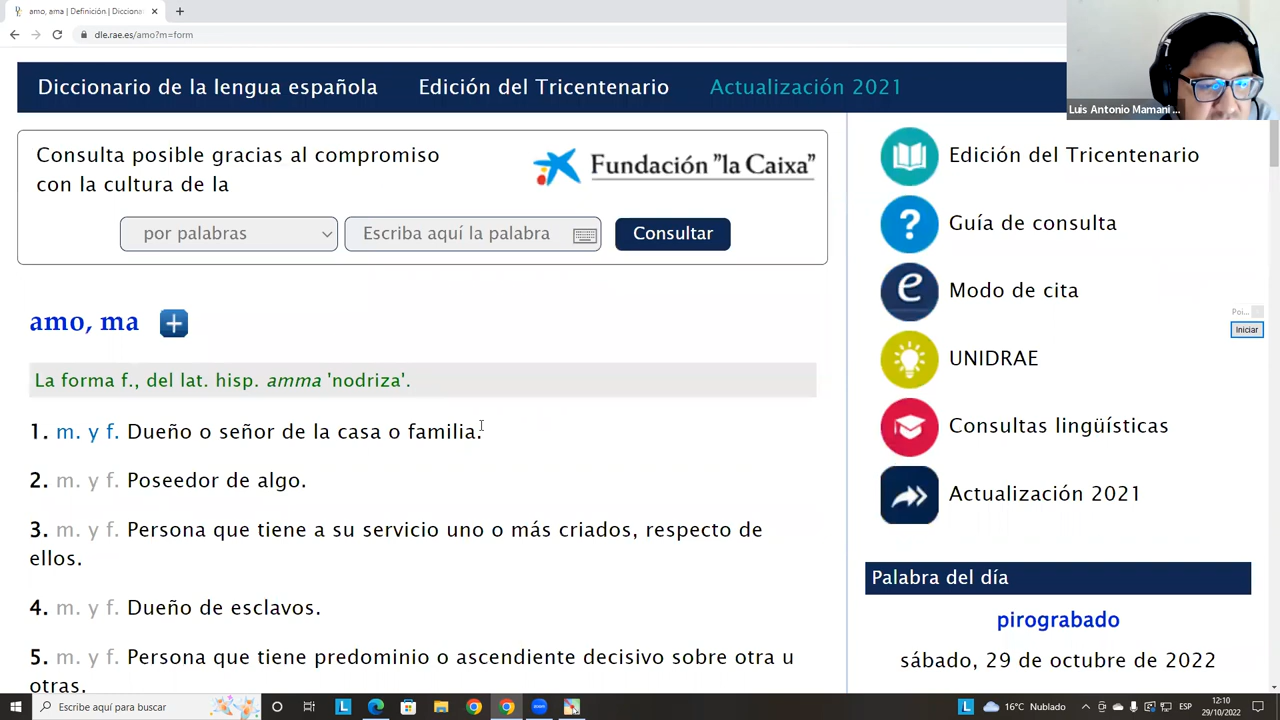 amo, ama | Definición | Dicciona
dle.rae.es/amo?m=form
Diccionario de la lengua española
Edición del Tricentenario
Actualización 2021
Luis Antonio Mamani ...
Consulta posible gracias al compromiso
con la cultura de la
Fundación "la Caixa"
por palabras
Escriba aquí la palabra
Consultar
amo, ma
La forma f., del lat. hisp. amma 'nodriza'.
1. m. y f. Dueño o señor de la casa o familia.
2. m. y f. Poseedor de algo.
3. m. y f. Persona que tiene a su servicio uno o más criados, respecto de
ellos.
4. m. y f. Dueño de esclavos.
5. m. y f. Persona que tiene predominio o ascendiente decisivo sobre otra u
otras.
Edición del Tricentenario
Guía de consulta
Modo de cita
UNIDRAE
Consultas lingüísticas
Actualización 2021
Poi...
Iniciar
Palabra del día
pirograbado
sábado, 29 de octubre de 2022
Escribe aquí para buscar
16°C Nublado
ESP
12:10
29/10/2022